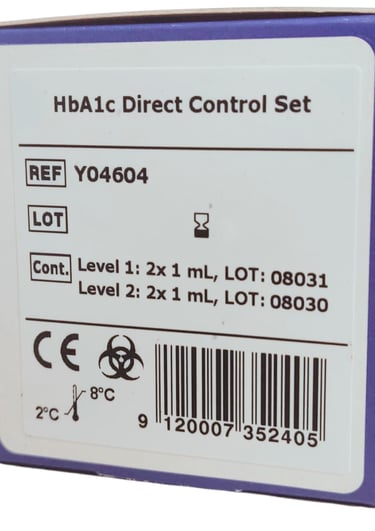 HbA1c Direct Control Set
REF Y04604
LOT
Cont. Level 1: 2x 1 mL, LOT: 08031
Level 2: 2x 1 mL, LOT: 08030
CE
8°C
2°C
9 120007 352405